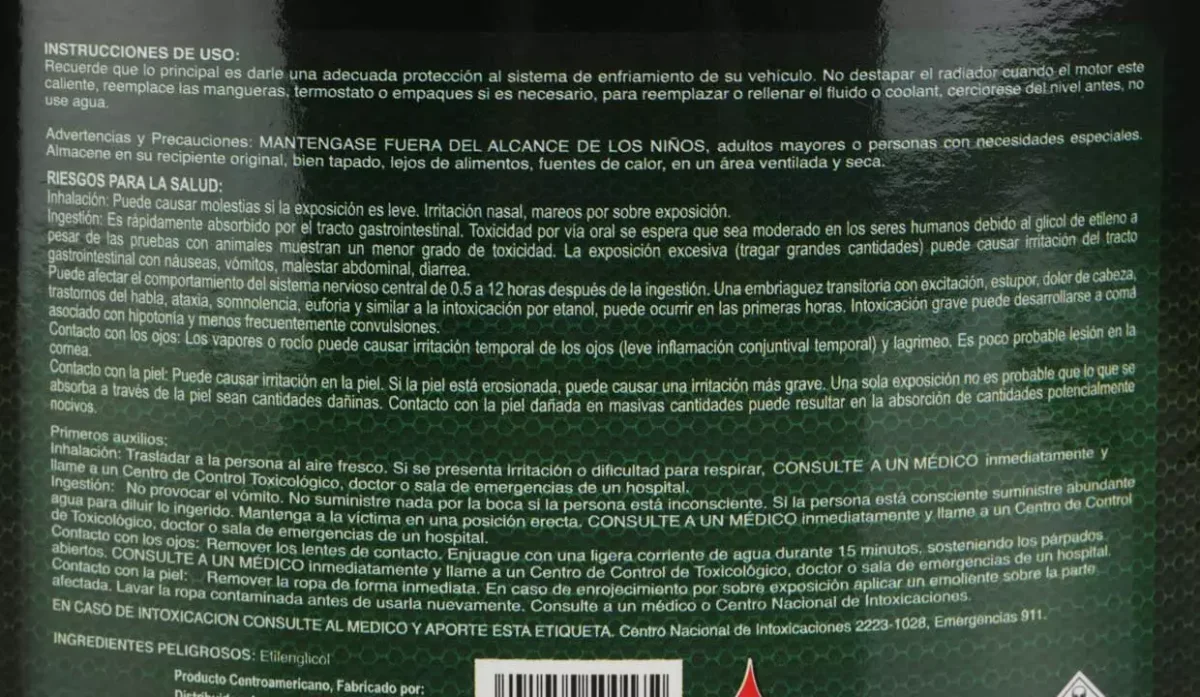 INSTRUCCIONES DE USO:
Recuerde que lo principal es darle una adecuada protección al sistema de enfriamiento de su vehículo. No destapar el radiador cuando el motor este
caliente, reemplace las mangueras, termostato o empaques si es necesario, para reemplazar o rellenar el fluido o coolant, cerciorese del nivel antes, no
use agua.
Advertencias y Precauciones: MANTENGASE FUERA DEL ALCANCE DE LOS NIÑOS, adultos mayores o personas con necesidades especiales.
Almacene en su recipiente original, bien tapado, lejos de alimentos, fuentes de calor, en un área ventilada y seca.
RIESGOS PARA LA SALUD:
Inhalación: Puede causar molestias si la exposición es leve. Irritación nasal, mareos por sobre exposición.
Ingestión: Es rápidamente absorbido por el tracto gastrointestinal. Toxicidad por vía oral se espera que sea moderado en los seres humanos debido al glicol de etileno a
pesar de las pruebas con animales muestran un menor grado de toxicidad. La exposición excesiva (tragar grandes cantidades) puede causar irritación del tracto
gastrointestinal con náuseas, vómitos, malestar abdominal, diarrea.
Puede afectar el comportamiento del sistema nervioso central de 0.5 a 12 horas después de la ingestión. Una embriaguez transitoria con excitación, estupor, dolor de cabeza,
trastornos del habla, ataxia, somnolencia, euforia y similar a la intoxicación por etanol, puede ocurrir en las primeras horas. Intoxicación grave puede desarrollarse a comá
asociado con hipotonía y menos frecuentemente convulsiones.
Contacto con los ojos: Los vapores o rocío puede causar irritación temporal de los ojos (leve inflamación conjuntival temporal) y lagrimeo. Es poco probable lesión en la
cornea.
Contacto con la piel: Puede causar irritación en la piel. Si la piel está erosionada, puede causar una irritación más grave. Una sola exposición no es probable que lo que se
absorba a través de la piel sean cantidades dañinas. Contacto con la piel dañada en masivas cantidades puede resultar en la absorción de cantidades potencialmente
nocivos.
Primeros auxilios:
Inhalación: Trasladar a la persona al aire fresco. Si se presenta irritación o dificultad para respirar, CONSULTE A UN MÉDICO inmediatamente y
llame a un Centro de Control Toxicológico, doctor o sala de emergencias de un hospital.
Ingestión: No provocar el vómito. No suministre nada por la boca si la persona está inconsciente. Si la persona está consciente suministre abundante
agua para diluir lo ingerido. Mantenga a la víctima en una posición erecta. CONSULTE A UN MÉDICO inmediatamente y llame a un Centro de Control
de Toxicológico, doctor o sala de emergencias de un hospital.
Contacto con los ojos: Remover los lentes de contacto. Enjuague con una ligera corriente de agua durante 15 minutos, sosteniendo los párpados
abiertos. CONSULTE A UN MÉDICO inmediatamente y llame a un Centro de Control de Toxicológico, doctor o sala de emergencias de un hospital.
Contacto con la piel: Remover la ropa de forma inmediata. En caso de enrojecimiento por sobre exposición aplicar un emoliente sobre la parte
afectada. Lavar la ropa contaminada antes de usarla nuevamente. Consulte a un médico o Centro Nacional de Intoxicaciones.
EN CASO DE INTOXICACION CONSULTE AL MEDICO Y APORTE ESTA ETIQUETA. Centro Nacional de Intoxicaciones 2223-1028, Emergencias 911.
INGREDIENTES PELIGROSOS: Etilenglicol
Producto Centroamericano, Fabricado por: